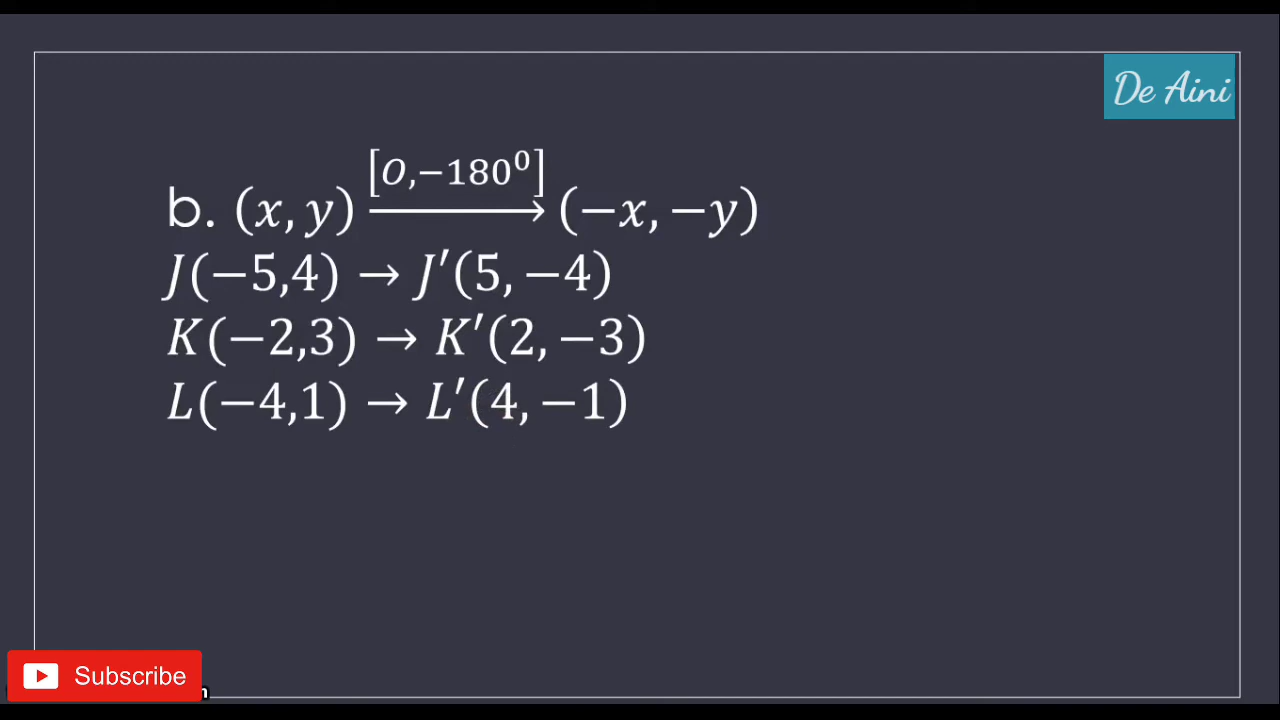 De Aini
[O,−180⁰]
b. (x, y) → (−x, −y)
J(−5,4) → J′(5, −4)
K(−2,3) → K′(2, −3)
L(−4,1) → L′(4, −1)
Subscribe